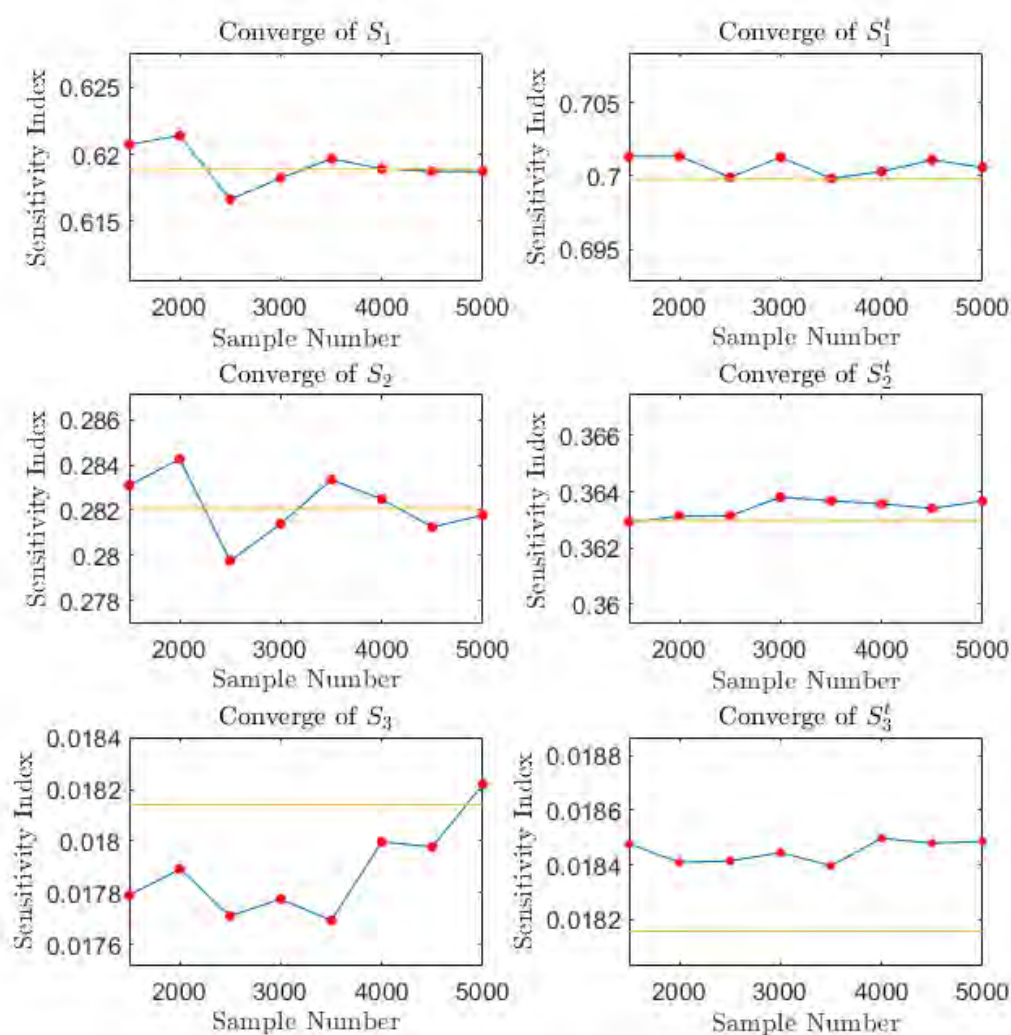 Converge of S₁
Sensitivity Index
0.625
0.62
0.615
2000 3000 4000 5000
Sample Number
Converge of S₁ᵗ
Sensitivity Index
0.705
0.7
0.695
2000 3000 4000 5000
Sample Number
Converge of S₂
Sensitivity Index
0.286
0.284
0.282
0.28
0.278
2000 3000 4000 5000
Sample Number
Converge of S₂ᵗ
Sensitivity Index
0.366
0.364
0.362
0.36
2000 3000 4000 5000
Sample Number
Converge of S₃
Sensitivity Index
0.0184
0.0182
0.018
0.0178
0.0176
2000 3000 4000 5000
Sample Number
Converge of S₃ᵗ
Sensitivity Index
0.0188
0.0186
0.0184
0.0182
2000 3000 4000 5000
Sample Number